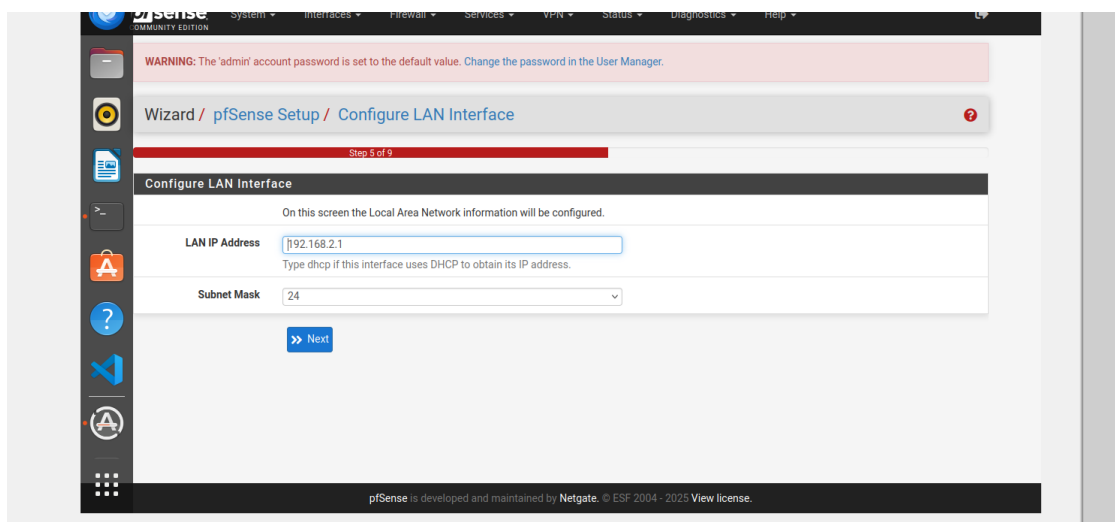 pfsense System Interfaces Firewall Services VPN Status Diagnostics Help
COMMUNITY EDITION
WARNING: The 'admin' account password is set to the default value. Change the password in the User Manager.
Wizard / pfSense Setup / Configure LAN Interface
Step 5 of 9
Configure LAN Interface
On this screen the Local Area Network information will be configured.
LAN IP Address 192.168.2.1
Type dhcp if this interface uses DHCP to obtain its IP address.
Subnet Mask 24
Next
pfSense is developed and maintained by Netgate. © ESF 2004 - 2025 View license.